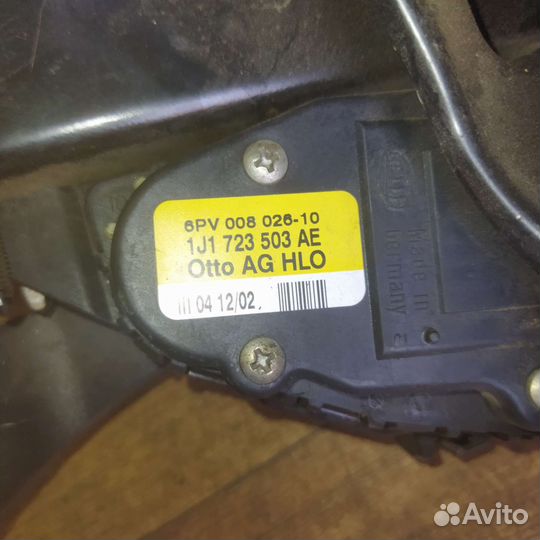 6PV 008 026-10
1J1 723 503 AE
Otto AG HLO
III 04 12/02
Hella
Made in
Germany
Avito